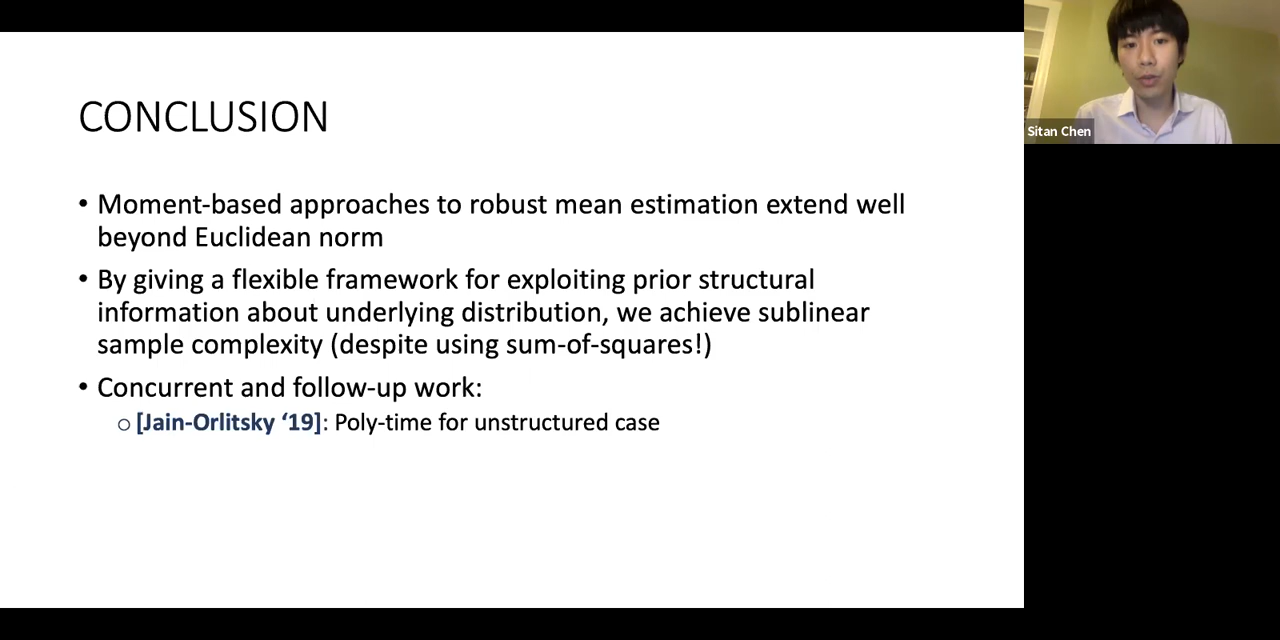 CONCLUSION
• Moment-based approaches to robust mean estimation extend well
beyond Euclidean norm
• By giving a flexible framework for exploiting prior structural
information about underlying distribution, we achieve sublinear
sample complexity (despite using sum-of-squares!)
• Concurrent and follow-up work:
○ [Jain-Orlitsky ‘19]: Poly-time for unstructured case
Sitan Chen